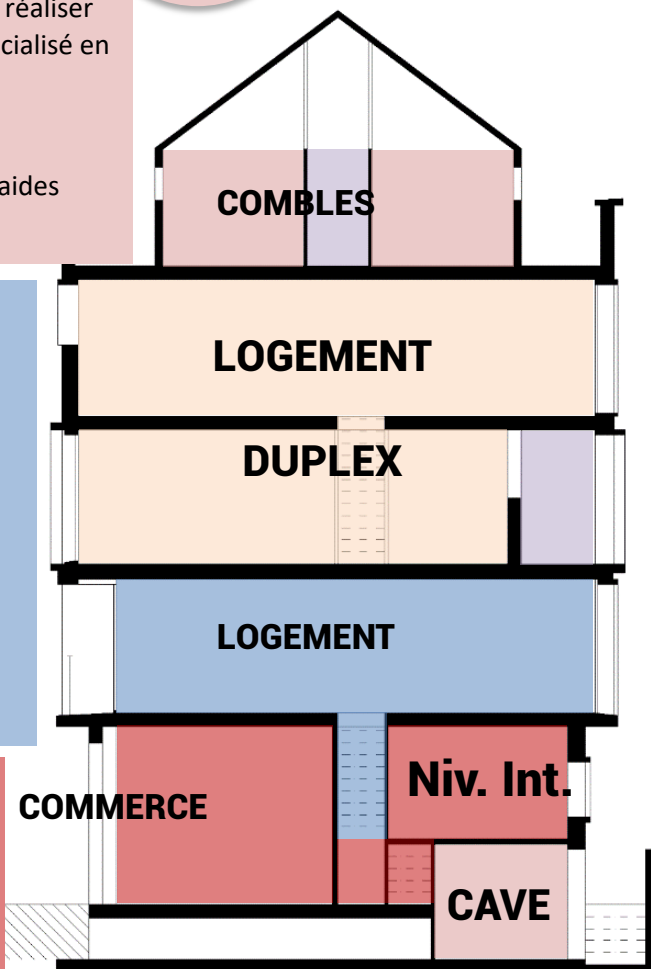 réaliser
cialisé en
aides
COMBLES
LOGEMENT
DUPLEX
LOGEMENT
Niv. Int.
COMMERCE
CAVE